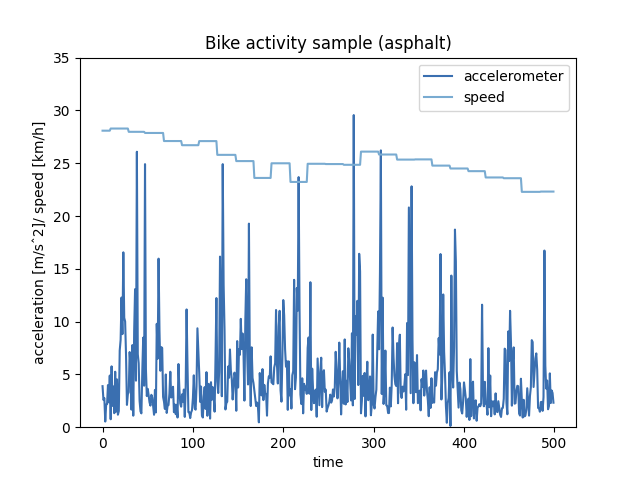 Bike activity sample (asphalt)
accelerometer
speed
35
30
25
20
15
10
5
0
acceleration [m/s^2]/ speed [km/h]
0 100 200 300 400 500
time